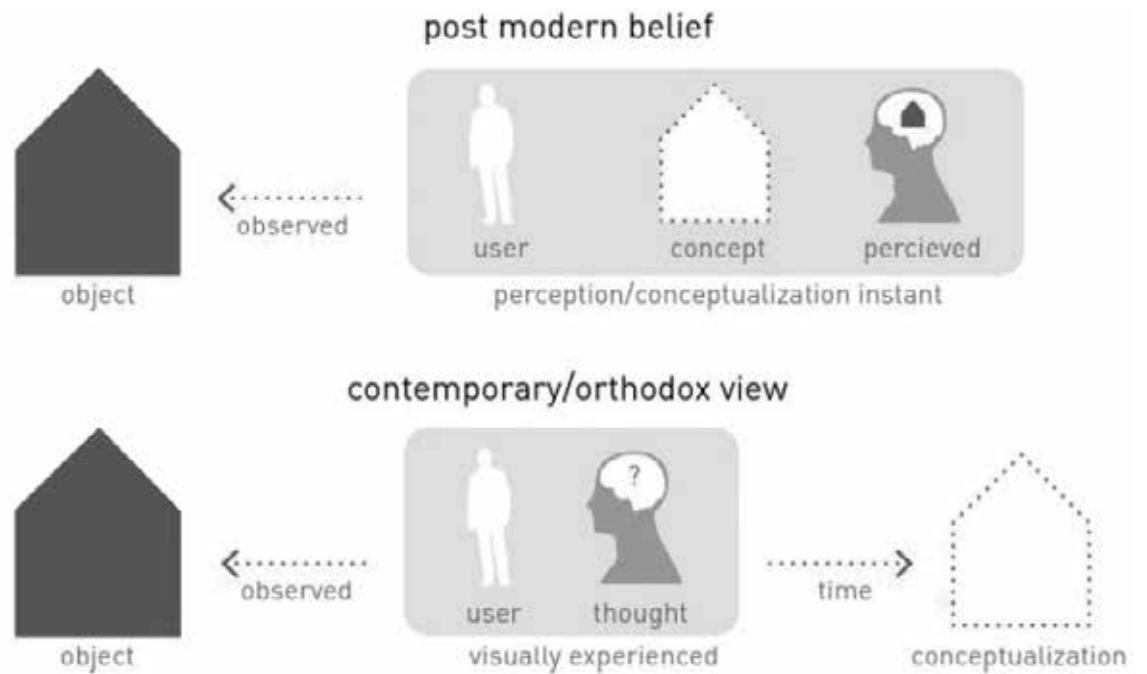 post modern belief
observed
user
concept
percieved
object
perception/conceptualization instant
contemporary/orthodox view
?
observed
user
thought
time
object
visually experienced
conceptualization